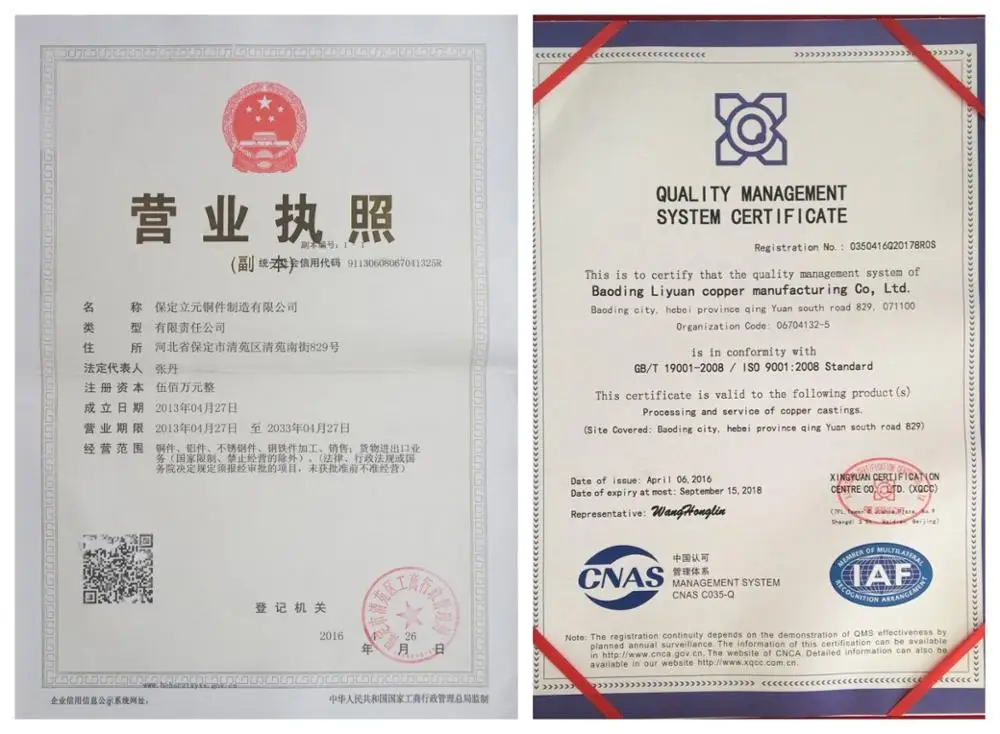 营业执照
副本编号：1 - 1
(副 本) 统一社会信用代码 91130608067041325R
名 称 保定立元铜件制造有限公司
类 型 有限责任公司
住 所 河北省保定市清苑区清苑南街829号
法定代表人 张丹
注册资本 伍佰万元整
成立日期 2013年04月27日
营业期限 2013年04月27日 至 2033年04月27日
经营范围 铜件、铝件、不锈钢件、钢铁件加工、销售；货物进出口业
务（国家限制、禁止经营的除外）。（法律、行政法规或国
务院决定规定须报经审批的项目，未获批准前不准经营）
登记机关
2016 4 26
年 月 日
企业信用信息公示系统网址：
中华人民共和国国家工商行政管理总局监制
QUALITY MANAGEMENT
SYSTEM CERTIFICATE
Registration No.: 0350416Q20178R0S
This is to certify that the quality management system of
Baoding Liyuan copper manufacturing Co, Ltd.
Baoding city, hebei province qing Yuan south road 829, 071100
Organization Code: 06704132-5
is in conformity with
GB/T 19001-2008 / ISO 9001:2008 Standard
This certificate is valid to the following product(s)
Processing and service of copper castings.
(Site Covered: Baoding city, hebei province qing Yuan south road 829)
Date of issue: April 06, 2016
Date of expiry at most: September 15, 2018
Representative: WangHonglin
XINGYUAN CERTIFICATION
CENTRE CO., LTD. (XQCC)
CNAS
中国认可
管理体系
MANAGEMENT SYSTEM
CNAS C035-Q
MEMBER OF MULTILATERAL
IAF
RECOGNITION ARRANGEMENT
Note: The registration continuity depends on the demonstration of QMS effectiveness by
planned annual surveillance. The information of this certification can be available
in http://www.cnca.gov.cn. The website of CNCA. Detailed information can also be
available in our website http://www.xqcc.com.cn.